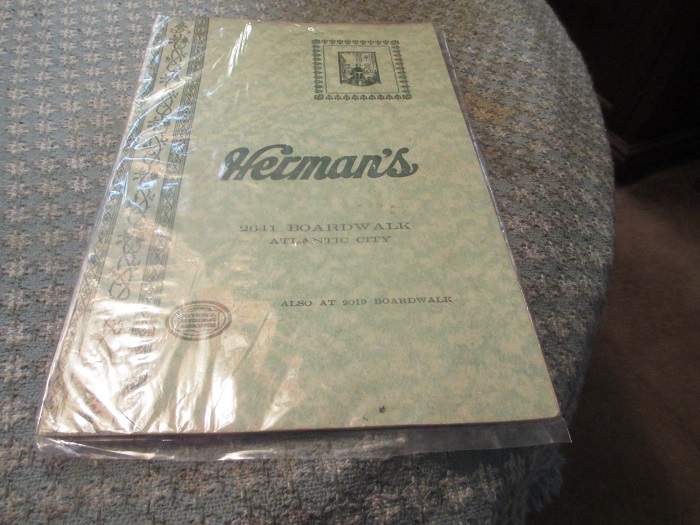 Herman's
2641 BOARDWALK
ATLANTIC CITY
ALSO AT 2019 BOARDWALK